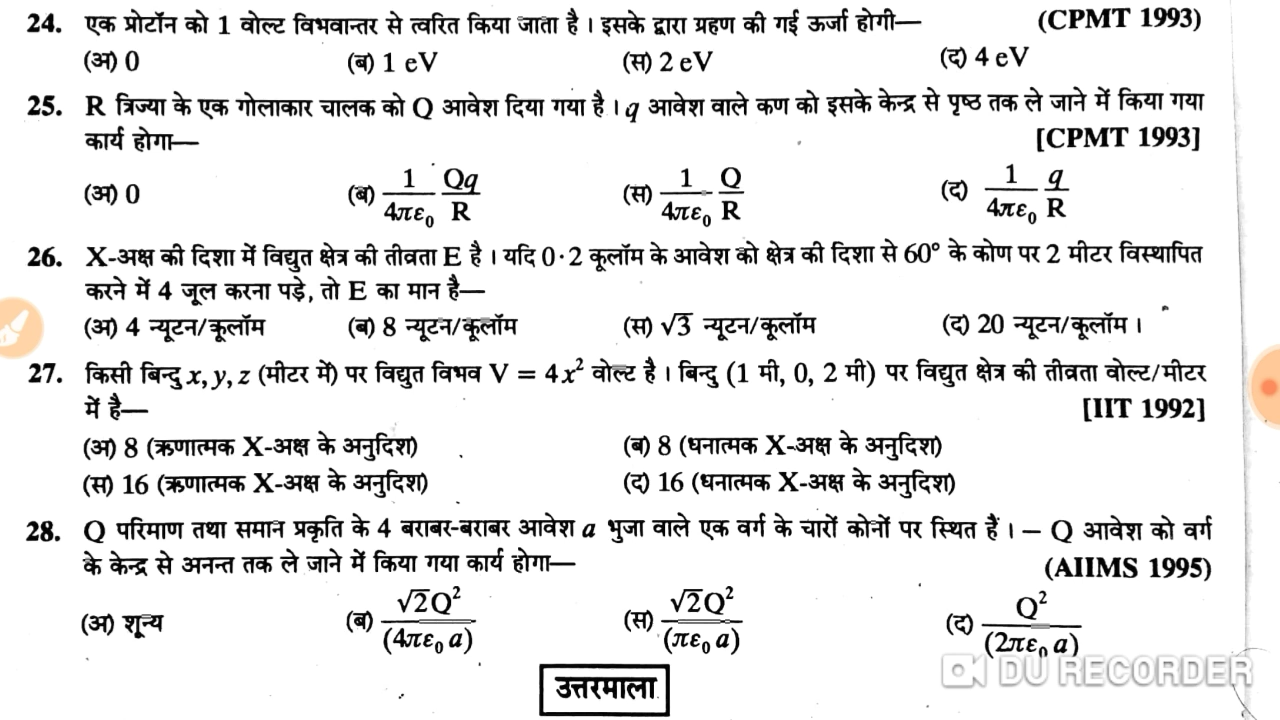 24. एक प्रोटॉन को 1 वोल्ट विभवान्तर से त्वरित किया जाता है। इसके द्वारा ग्रहण की गई ऊर्जा होगी— (CPMT 1993)
(अ) 0 (ब) 1 eV (स) 2 eV (द) 4 eV
25. R त्रिज्या के एक गोलाकार चालक को Q आवेश दिया गया है। q आवेश वाले कण को इसके केन्द्र से पृष्ठ तक ले जाने में किया गया
कार्य होगा— [CPMT 1993]
(अ) 0 (ब) 1/4πε₀ Qq/R (स) 1/4πε₀ Q/R (द) 1/4πε₀ q/R
26. X-अक्ष की दिशा में विद्युत क्षेत्र की तीव्रता E है। यदि 0·2 कूलॉम के आवेश को क्षेत्र की दिशा से 60° के कोण पर 2 मीटर विस्थापित
करने में 4 जूल करना पड़े, तो E का मान है—
(अ) 4 न्यूटन/कूलॉम (ब) 8 न्यूटन/कूलॉम (स) √3 न्यूटन/कूलॉम (द) 20 न्यूटन/कूलॉम।
27. किसी बिन्दु x, y, z (मीटर में) पर विद्युत विभव V = 4x² वोल्ट है। बिन्दु (1 मी, 0, 2 मी) पर विद्युत क्षेत्र की तीव्रता वोल्ट/मीटर
में है— [IIT 1992]
(अ) 8 (ऋणात्मक X-अक्ष के अनुदिश) (ब) 8 (धनात्मक X-अक्ष के अनुदिश)
(स) 16 (ऋणात्मक X-अक्ष के अनुदिश) (द) 16 (धनात्मक X-अक्ष के अनुदिश)
28. Q परिमाण तथा समान प्रकृति के 4 बराबर-बराबर आवेश a भुजा वाले एक वर्ग के चारों कोनों पर स्थित हैं। – Q आवेश को वर्ग
के केन्द्र से अनन्त तक ले जाने में किया गया कार्य होगा— (AIIMS 1995)
(अ) शून्य (ब) √2Q²/(4πε₀ a) (स) √2Q²/(πε₀ a) (द) Q²/(2πε₀ a)
उत्तरमाला
DU RECORDER